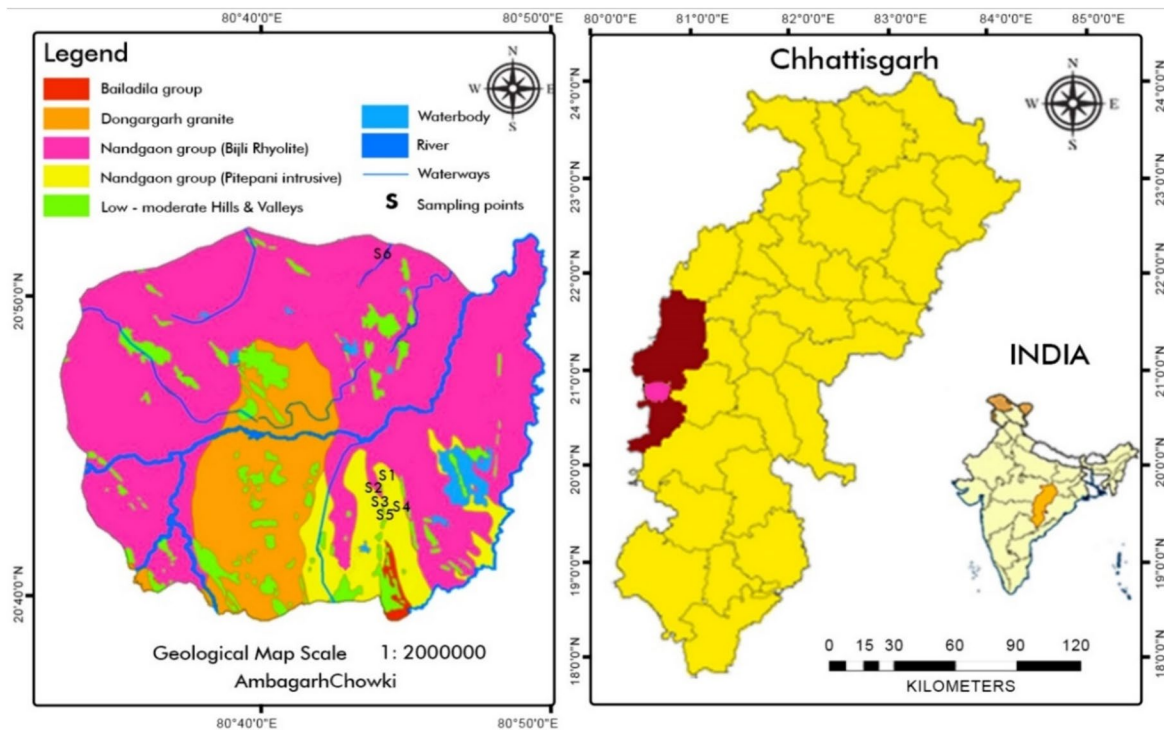 80°40'0"E
80°50'0"E
Legend
N
W
E
S
Bailadila group
Dongargarh granite
Nandgaon group (Bijli Rhyolite)
Nandgaon group (Pitepani intrusive)
Low - moderate Hills & Valleys
Waterbody
River
Waterways
S Sampling points
S6
S1
S2
S3
S4
S5
20°50'0"N
20°40'0"N
Geological Map Scale 1: 2000000
AmbagarhChowki
80°40'0"E
80°50'0"E
80°00'0"E
81°0'0"E
82°0'0"E
83°0'0"E
84°0'0"E
85°0'0"E
Chhattisgarh
N
W
E
S
24°0'0"N
23°0'0"N
22°0'0"N
21°0'0"N
20°0'0"N
19°0'0"N
18°0'0"N
24°0'0"N
23°0'0"N
22°0'0"N
21°0'0"N
20°0'0"N
19°0'0"N
18°0'0"N
INDIA
0 15 30 60 90 120
KILOMETERS